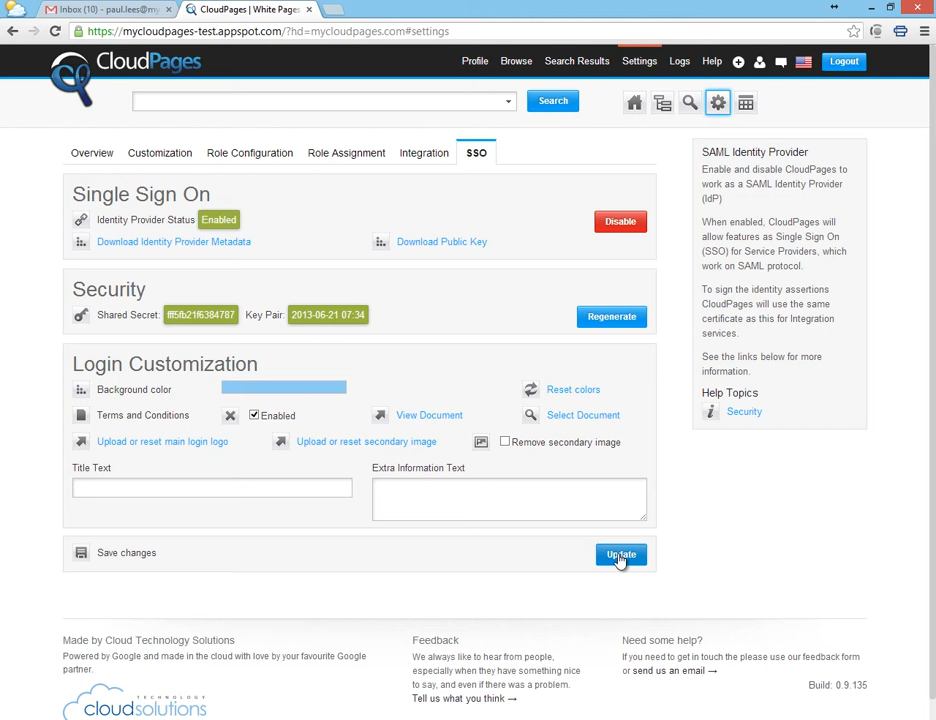 Inbox (0) - paul.lees@my
CloudPages | White Pages
https://mycloudpages-test.appspot.com/?hd=mycloudpages.com#settings
CloudPages
Profile Browse Search Results Settings Logs Help Logout
Search
Overview Customization Role Configuration Role Assignment Integration SSO
Single Sign On
Identity Provider Status Enabled
Disable
Download Identity Provider Metadata Download Public Key
Security
Shared Secret: fff5fb21f6384787 Key Pair: 2013-06-21 07:34
Regenerate
Login Customization
Background color Reset colors
Terms and Conditions Enabled View Document Select Document
Upload or reset main login logo Upload or reset secondary image Remove secondary image
Title Text Extra Information Text
Save changes Update
SAML Identity Provider
Enable and disable CloudPages to
work as a SAML Identity Provider
(IdP)
When enabled, CloudPages will
allow features as Single Sign On
(SSO) for Service Providers, which
work on SAML protocol.
To sign the identity assertions
CloudPages will use the same
certificate as this for Integration
services.
See the links below for more
information.
Help Topics
Security
Made by Cloud Technology Solutions
Powered by Google and made in the cloud with love by your favourite Google
partner.
TECHNOLOGY
cloudsolutions
Feedback
We always like to hear from people,
especially when they have something nice
to say, and even if there was a problem.
Tell us what you think →
Need some help?
If you need to get in touch the please use our feedback form
or send us an email →
Build: 0.9.135